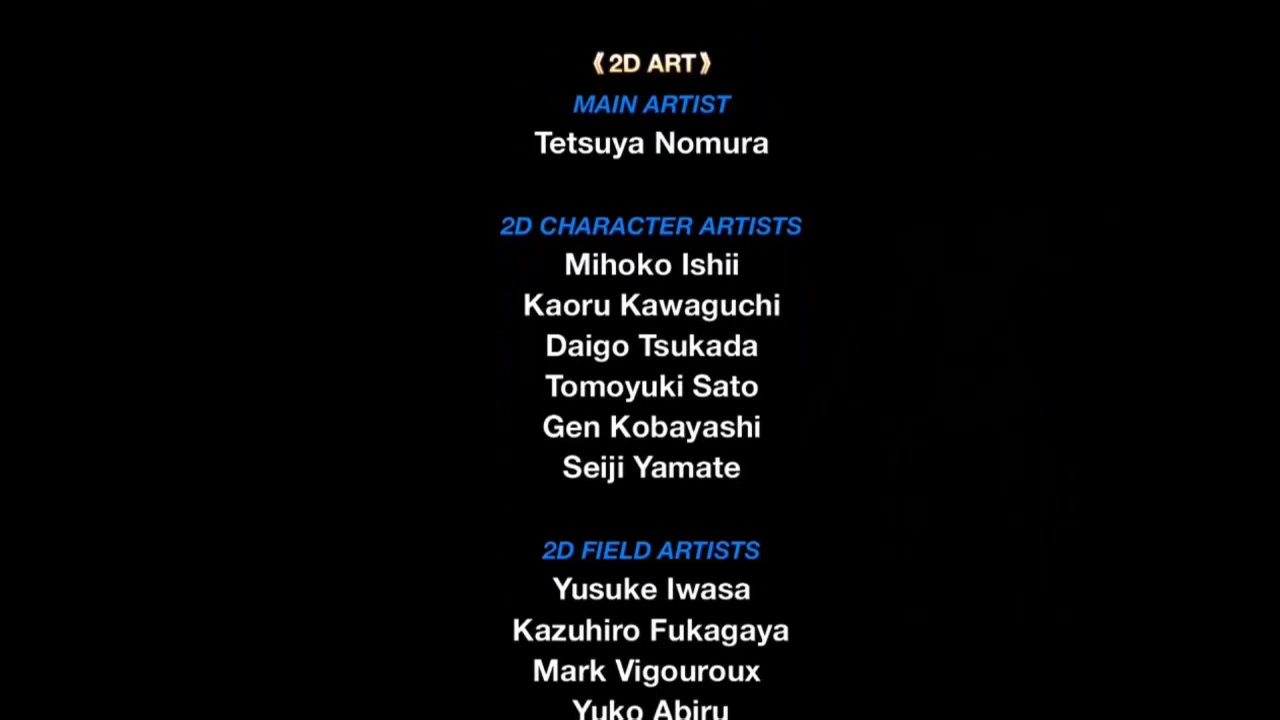 《2D ART》
MAIN ARTIST
Tetsuya Nomura
2D CHARACTER ARTISTS
Mihoko Ishii
Kaoru Kawaguchi
Daigo Tsukada
Tomoyuki Sato
Gen Kobayashi
Seiji Yamate
2D FIELD ARTISTS
Yusuke Iwasa
Kazuhiro Fukagaya
Mark Vigouroux
Yuko Abiru